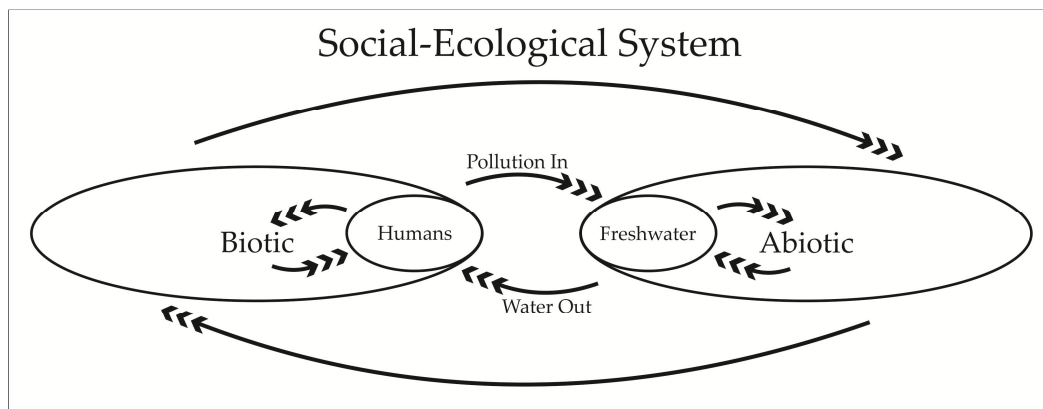 Social-Ecological System
Pollution In
Biotic
Humans
Freshwater
Abiotic
Water Out